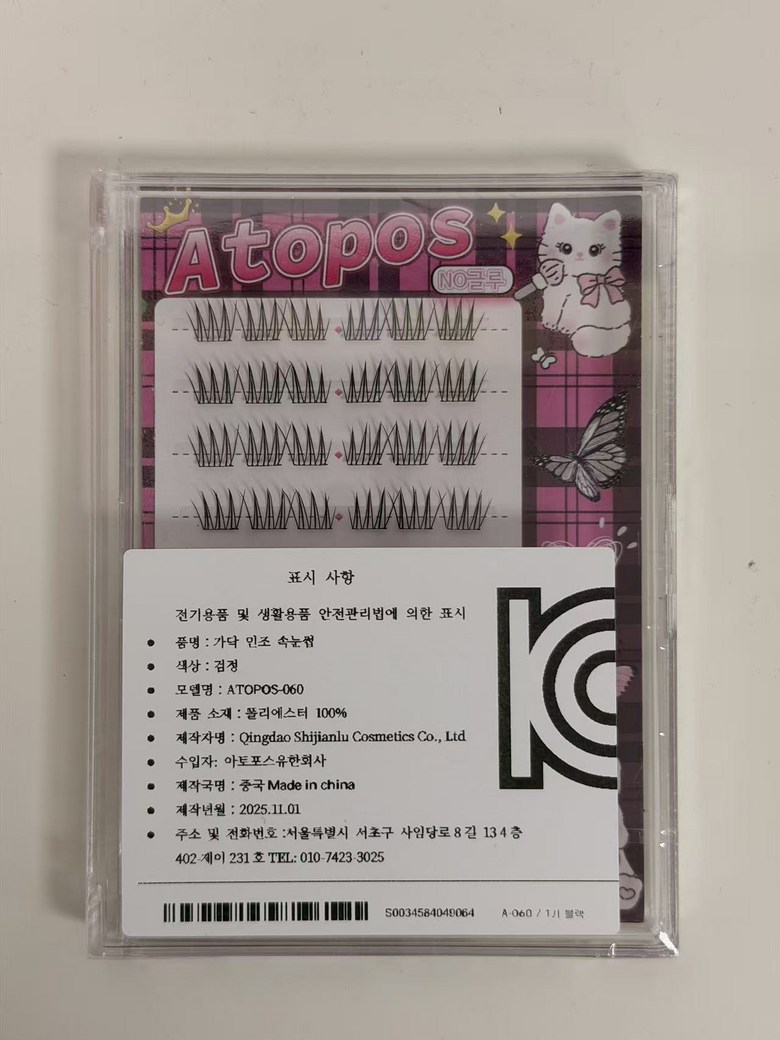 Atopos
NO글루
표시 사항
전기용품 및 생활용품 안전관리법에 의한 표시
• 품명 : 가닥 인조 속눈썹
• 색상 : 검정
• 모델명 : ATOPOS-060
• 제품 소재 : 폴리에스터 100%
• 제작자명 : Qingdao Shijianlu Cosmetics Co., Ltd
• 수입자: 아토포스유한회사
• 제작국명 : 중국 Made in china
• 제작년월 : 2025.11.01
• 주소 및 전화번호 :서울특별시 서초구 사임당로 8 길 13 4 층
402-제이 231 호 TEL: 010-7423-3025
S0034584049064 A-060 / 1개 블랙